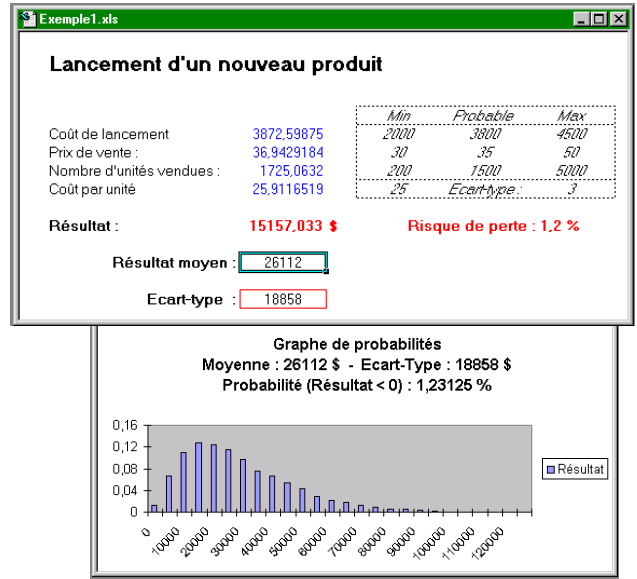 Exemple1.xls
Lancement d'un nouveau produit
Min Probable Max
Coût de lancement 3872,59875 2000 3800 4500
Prix de vente : 36,9429184 30 35 50
Nombre d'unités vendues : 1725,0632 200 1500 5000
Coût par unité 25,9116519 25 Ecart-type : 3
Résultat : 15157,033 $ Risque de perte : 1,2 %
Résultat moyen : 26112
Ecart-type : 18858
Graphe de probabilités
Moyenne : 26112 $ - Ecart-Type : 18858 $
Probabilité (Résultat < 0) : 1,23125 %
0,16
0,12
0,08
0,04
0
Résultat
0 10000 20000 30000 40000 50000 60000 70000 80000 90000 100000 110000 120000